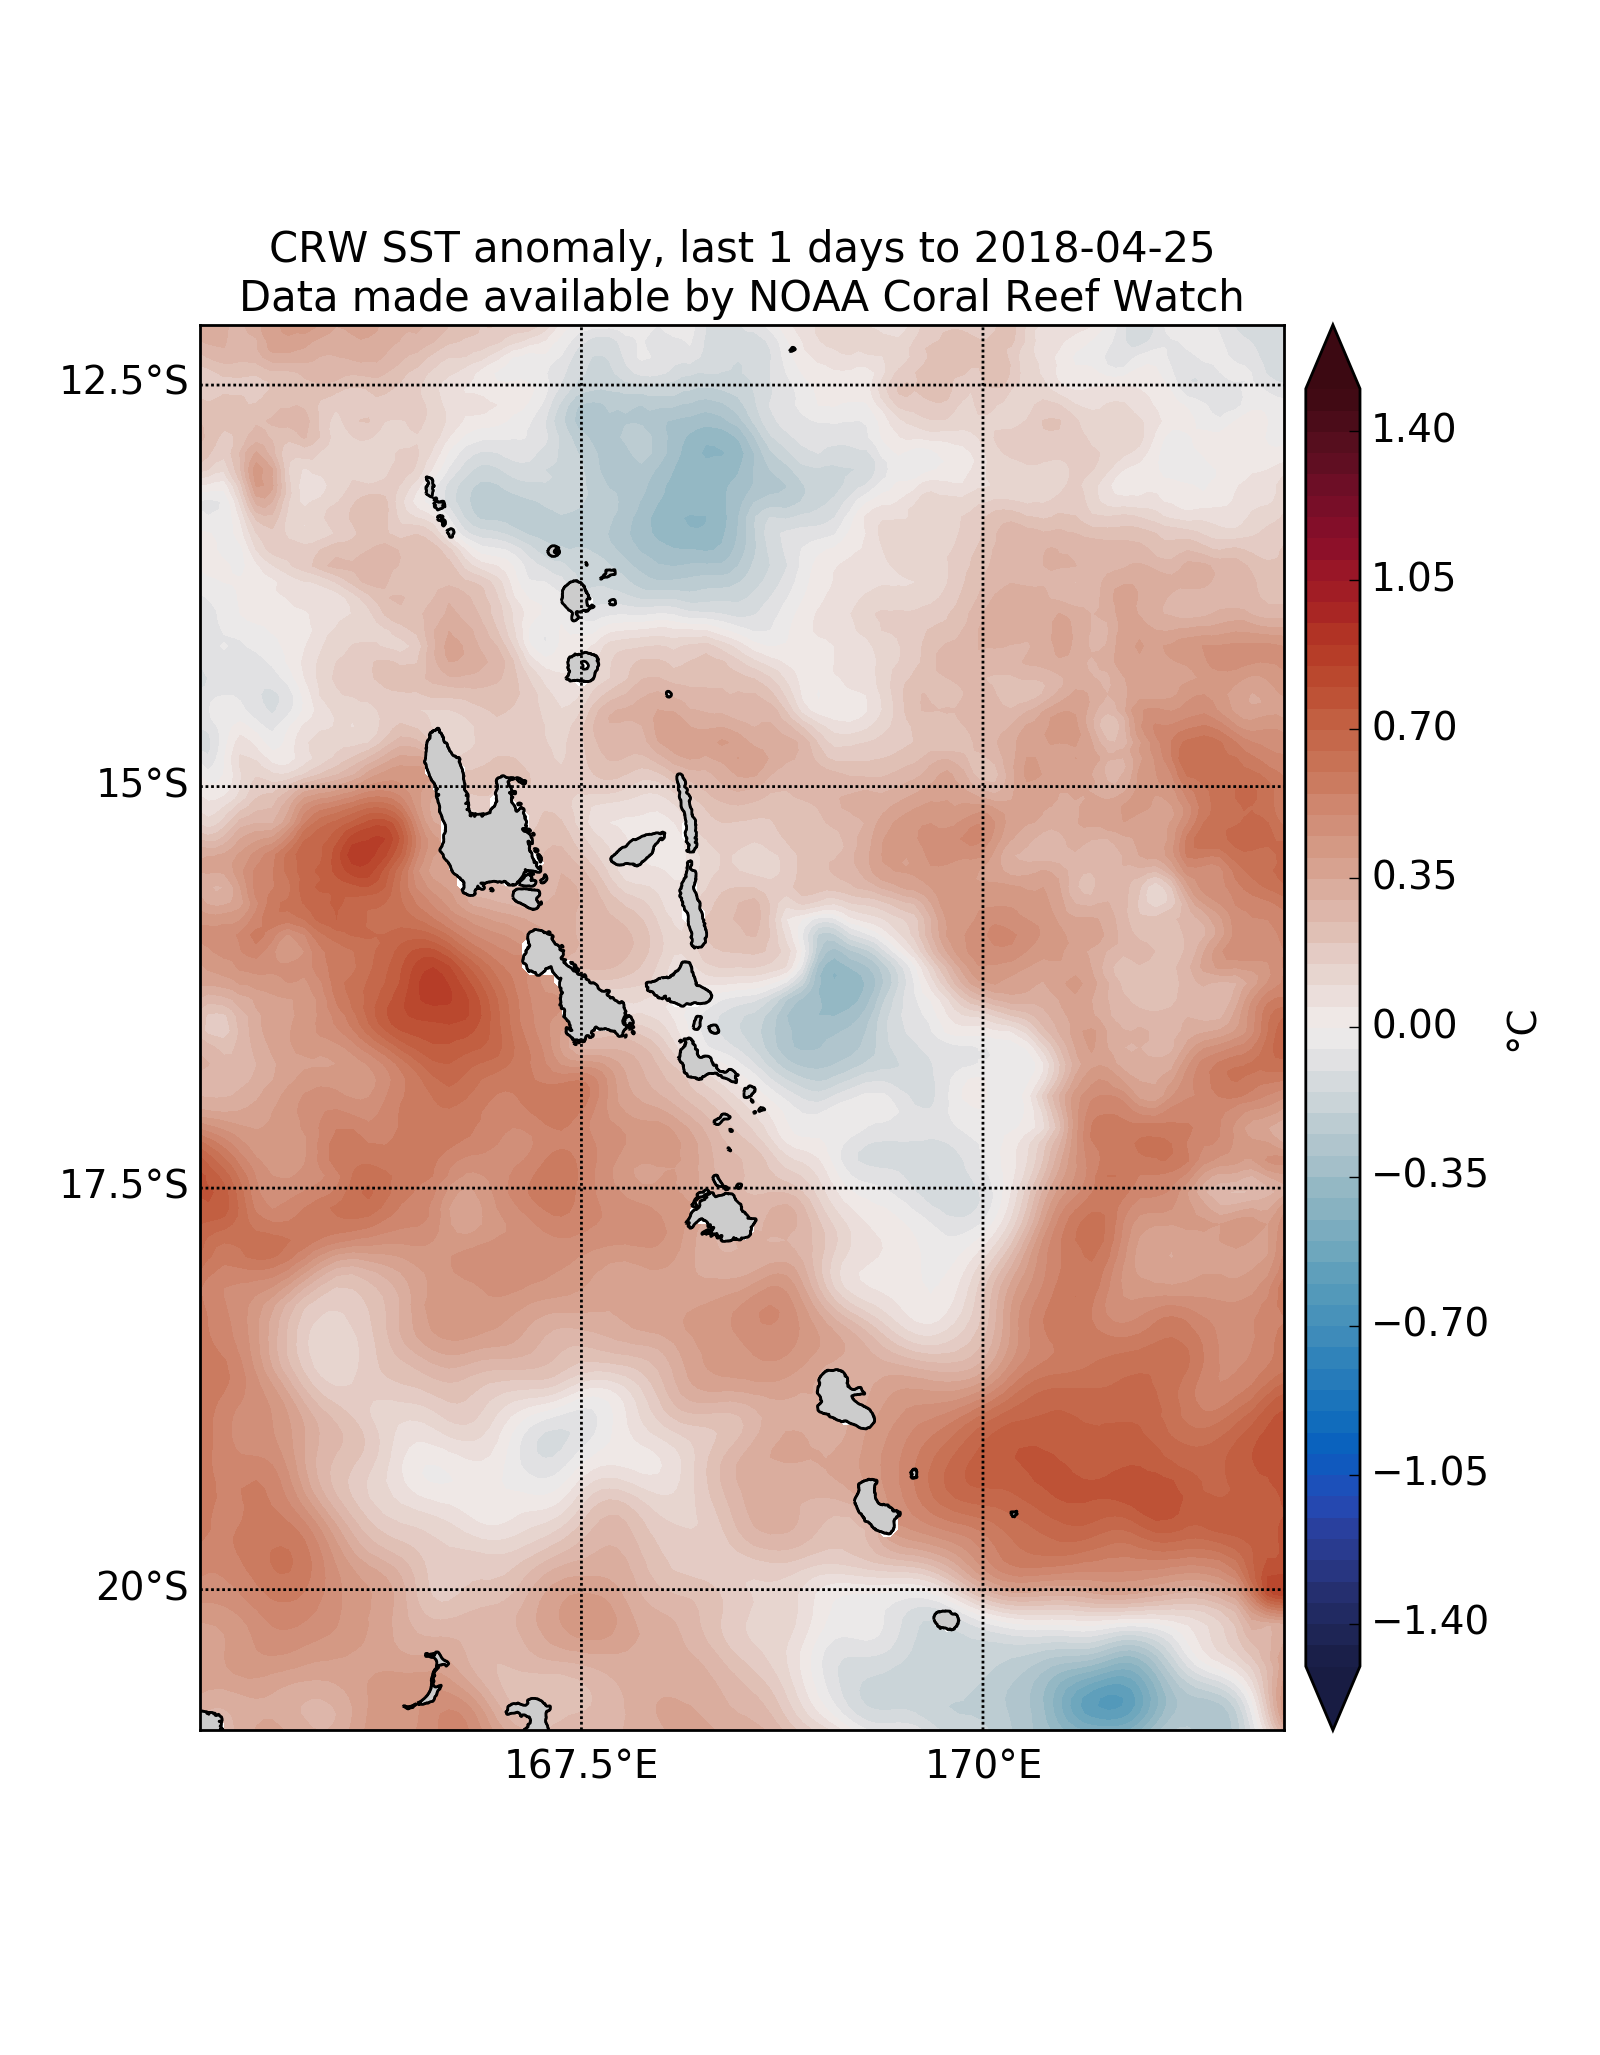 CRW SST anomaly, last 1 days to 2018-04-25
Data made available by NOAA Coral Reef Watch
12.5°S
15°S
17.5°S
20°S
167.5°E
170°E
1.40
1.05
0.70
0.35
0.00
−0.35
−0.70
−1.05
−1.40
°C